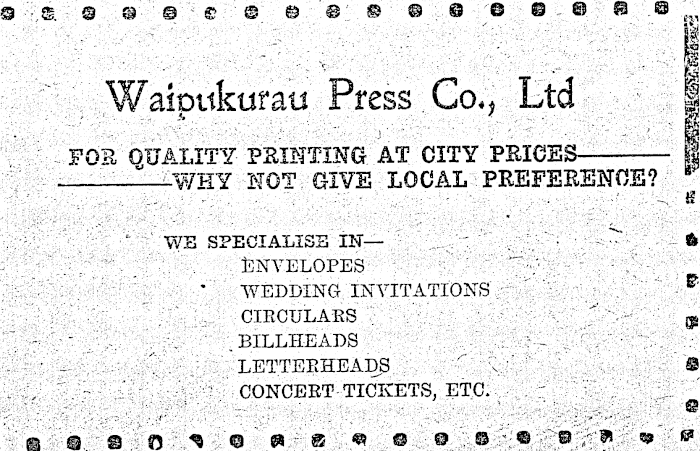 Waipukurau Press Co., Ltd
FOR QUALITY PRINTING AT CITY PRICES—
—WHY NOT GIVE LOCAL PREFERENCE?
WE SPECIALISE IN—
ENVELOPES
WEDDING INVITATIONS
CIRCULARS
BILLHEADS
LETTERHEADS
CONCERT TICKETS, ETC.